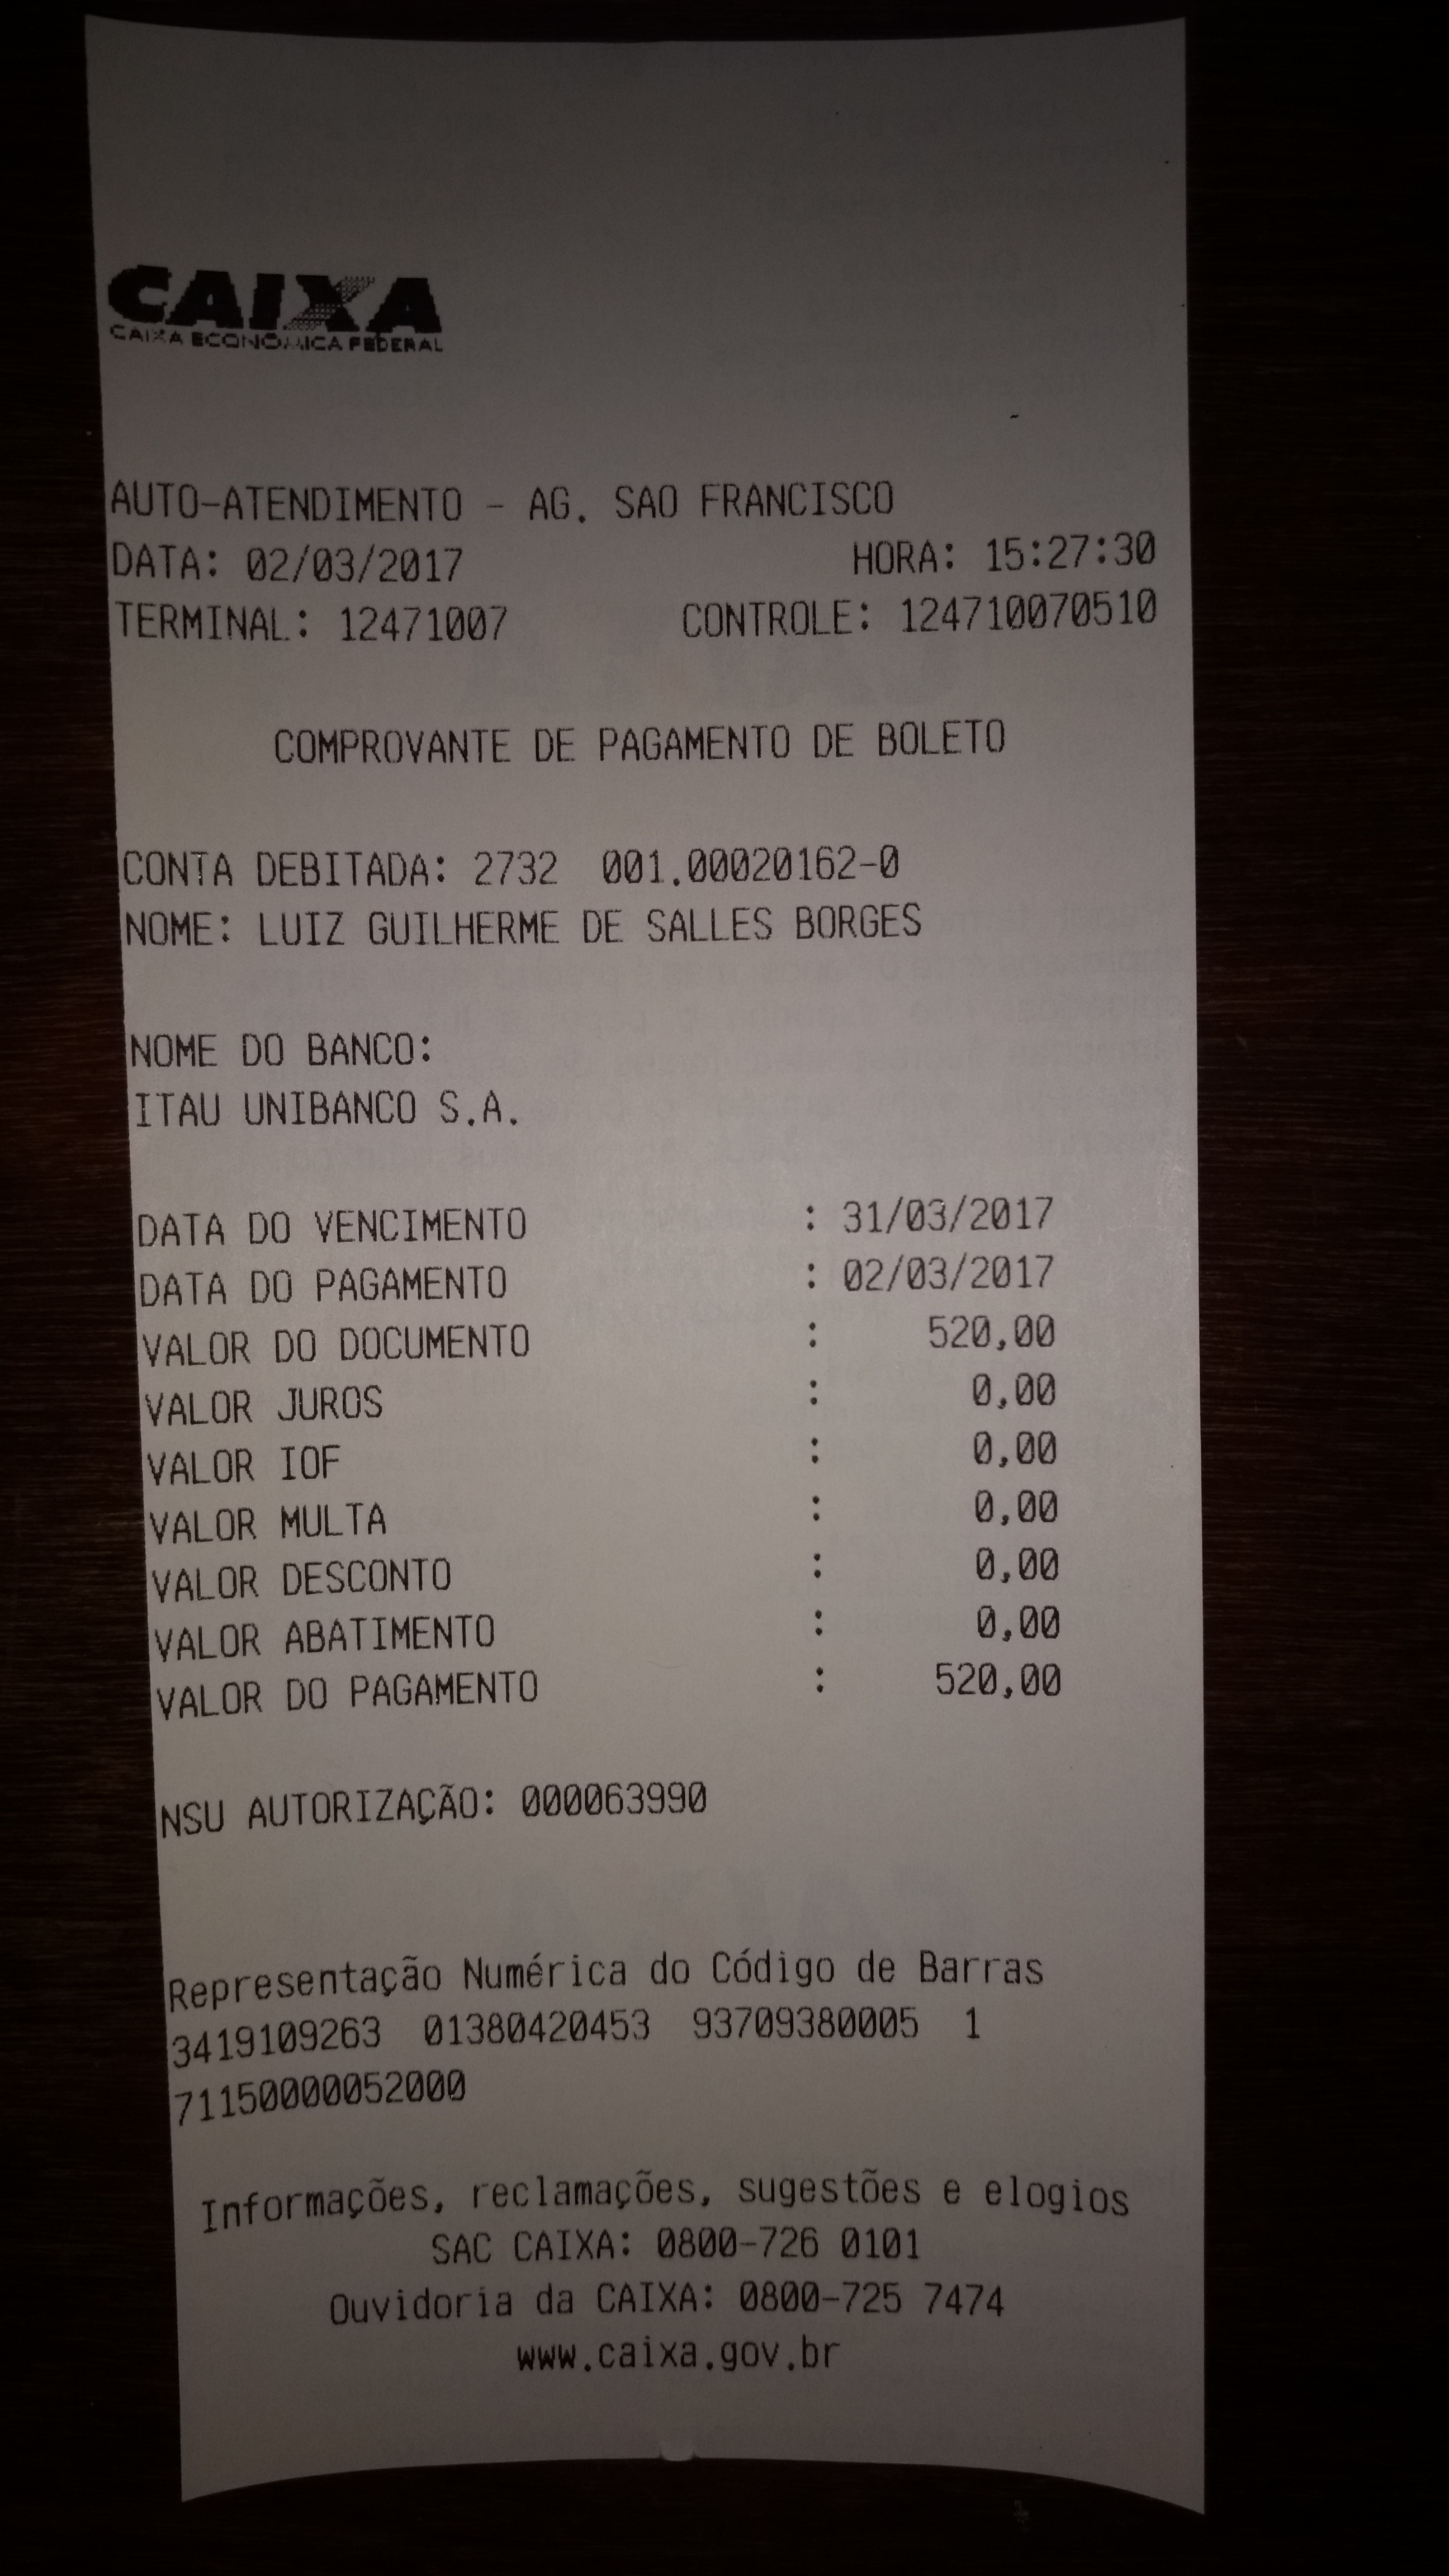 CAIXA
CAIXA ECONÔMICA FEDERAL
AUTO-ATENDIMENTO - AG. SAO FRANCISCO
DATA: 02/03/2017 HORA: 15:27:30
TERMINAL: 12471007 CONTROLE: 124710070510
COMPROVANTE DE PAGAMENTO DE BOLETO
CONTA DEBITADA: 2732 001.00020162-0
NOME: LUIZ GUILHERME DE SALLES BORGES
NOME DO BANCO:
ITAU UNIBANCO S.A.
DATA DO VENCIMENTO : 31/03/2017
DATA DO PAGAMENTO : 02/03/2017
VALOR DO DOCUMENTO : 520,00
VALOR JUROS : 0,00
VALOR IOF : 0,00
VALOR MULTA : 0,00
VALOR DESCONTO : 0,00
VALOR ABATIMENTO : 0,00
VALOR DO PAGAMENTO : 520,00
NSU AUTORIZAÇÃO: 000063990
Representação Numérica do Código de Barras
3419109263 01380420453 93709380005 1
71150000052000
Informações, reclamações, sugestões e elogios
SAC CAIXA: 0800-726 0101
Ouvidoria da CAIXA: 0800-725 7474
www.caixa.gov.br